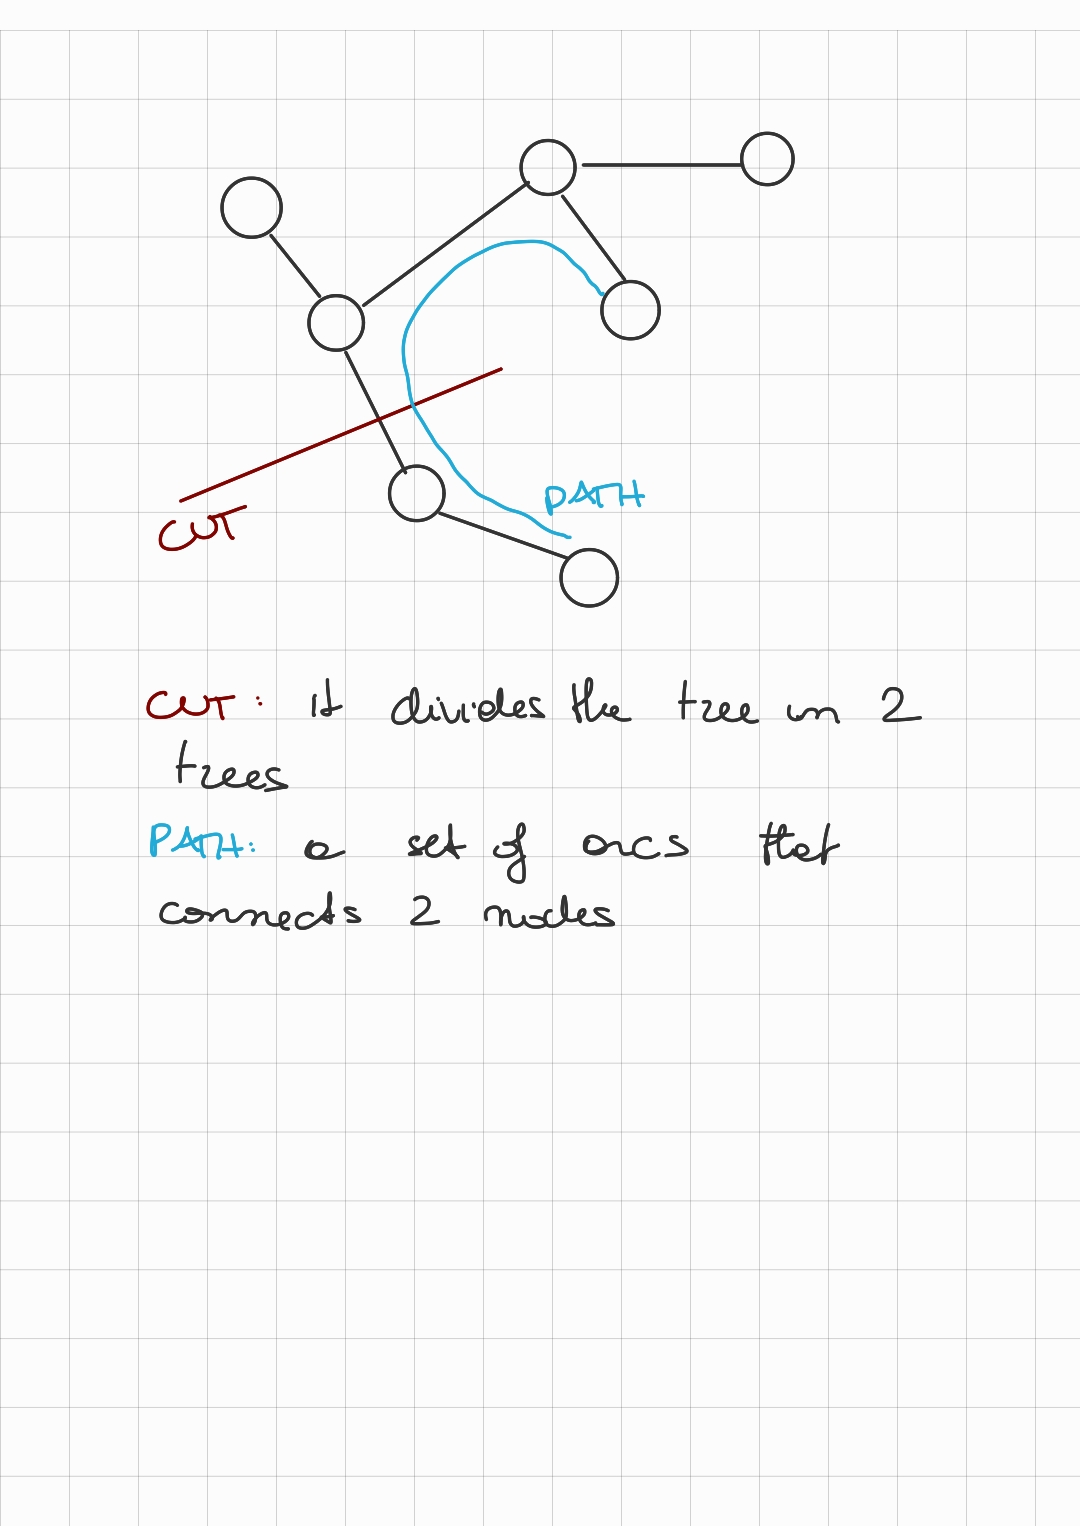 PATH
CUT
CUT: it divides the tree in 2
trees
PATH: a set of arcs that
connects 2 nodes